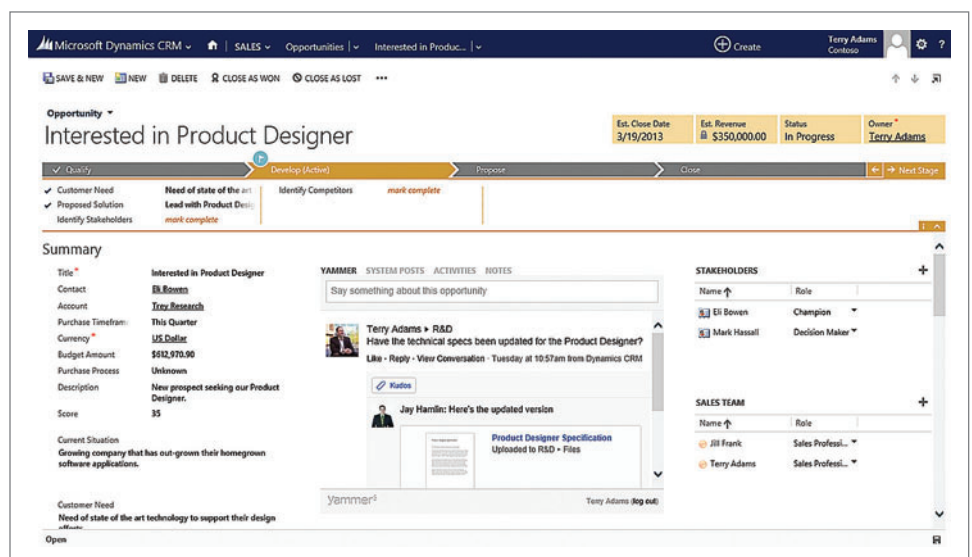 Microsoft Dynamics CRM
SALES
Opportunities
Interested in Produc...
Create
Terry Adams
Contoso
?
SAVE & NEW
NEW
DELETE
CLOSE AS WON
CLOSE AS LOST
...
Opportunity
Interested in Product Designer
Est. Close Date
3/19/2013
Est. Revenue
$350,000.00
Status
In Progress
Owner *
Terry Adams
Qualify
Develop (Active)
Propose
Close
Next Stage
Customer Need Need of state of the art
Proposed Solution Lead with Product Desig
Identify Stakeholders mark complete
Identify Competitors mark complete
Summary
Title * Interested in Product Designer
Contact Eli Bowen
Account Trey Research
Purchase Timeframe This Quarter
Currency * US Dollar
Budget Amount $612,970.90
Purchase Process Unknown
Description New prospect seeking our Product
Designer.
Score 35
Current Situation
Growing company that has out-grown their homegrown
software applications.
Customer Need
Need of state of the art technology to support their design
efforts
YAMMER SYSTEM POSTS ACTIVITIES NOTES
Say something about this opportunity
Terry Adams ▸ R&D
Have the technical specs been updated for the Product Designer?
Like · Reply · View Conversation · Tuesday at 10:57am from Dynamics CRM
Kudos
Jay Hamlin: Here's the updated version
Product Designer Specification
Uploaded to R&D • Files
yammer
Terry Adams (log out)
STAKEHOLDERS +
Name Role
Eli Bowen Champion
Mark Hassall Decision Maker
SALES TEAM +
Name Role
Jill Frank Sales Professi...
Terry Adams Sales Professi...
Open